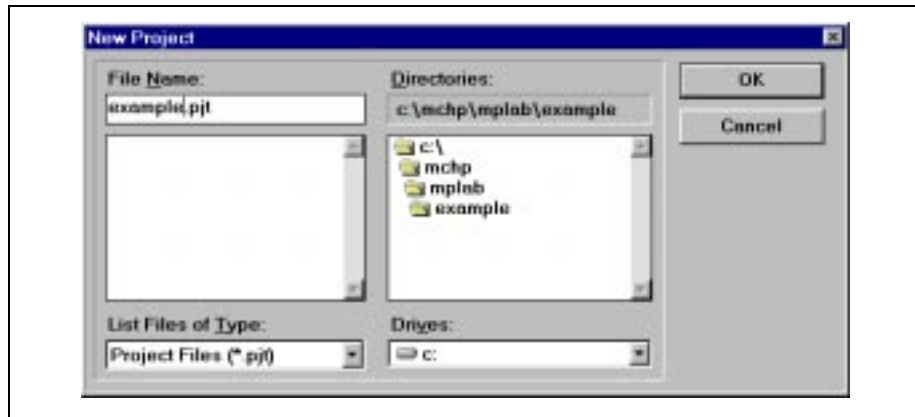 New Project
File Name:
example.pjt
List Files of Type:
Project Files (*.pjt)
Directories:
c:\mchp\mplab\example
c:\
mchp
mplab
example
Drives:
c:
OK
Cancel